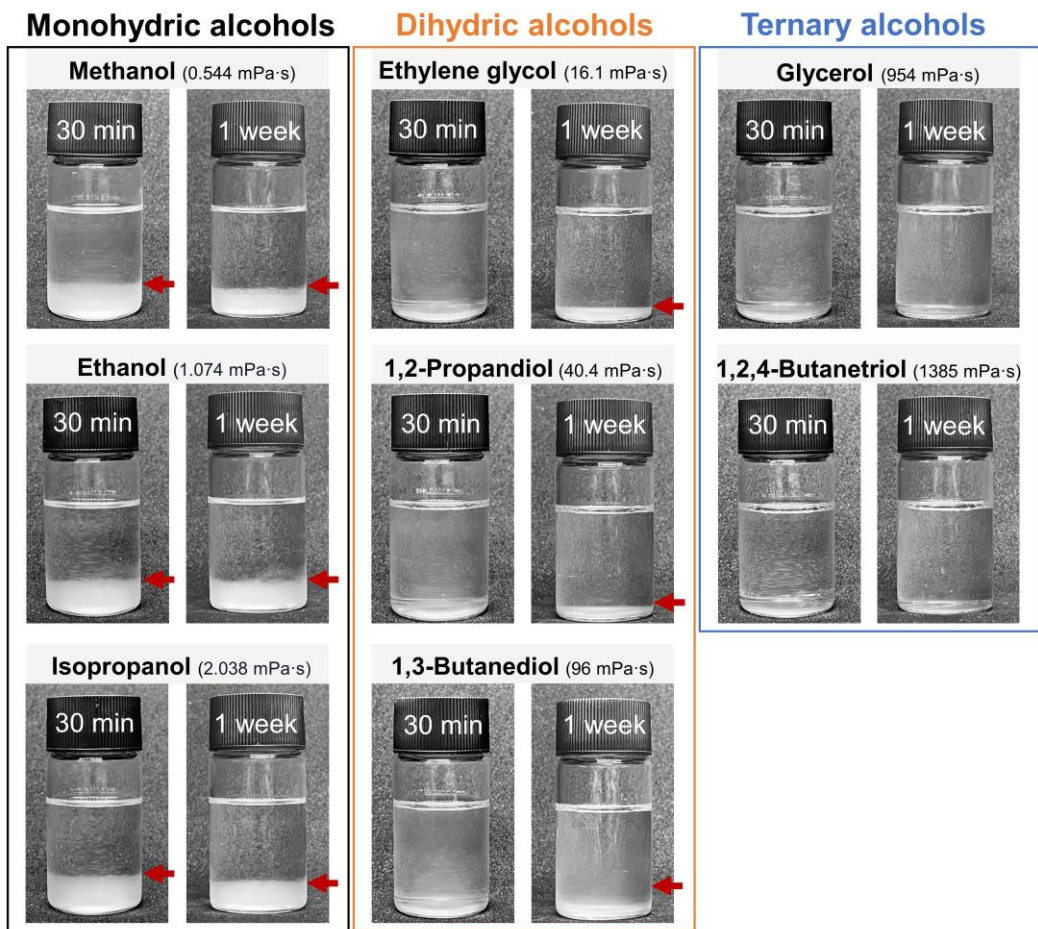 Monohydric alcohols
Dihydric alcohols
Ternary alcohols
Methanol (0.544 mPa·s)
Ethylene glycol (16.1 mPa·s)
Glycerol (954 mPa·s)
30 min
1 week
30 min
1 week
30 min
1 week
Ethanol (1.074 mPa·s)
1,2-Propandiol (40.4 mPa·s)
1,2,4-Butanetriol (1385 mPa·s)
30 min
1 week
30 min
1 week
30 min
1 week
Isopropanol (2.038 mPa·s)
1,3-Butanediol (96 mPa·s)
30 min
1 week
30 min
1 week